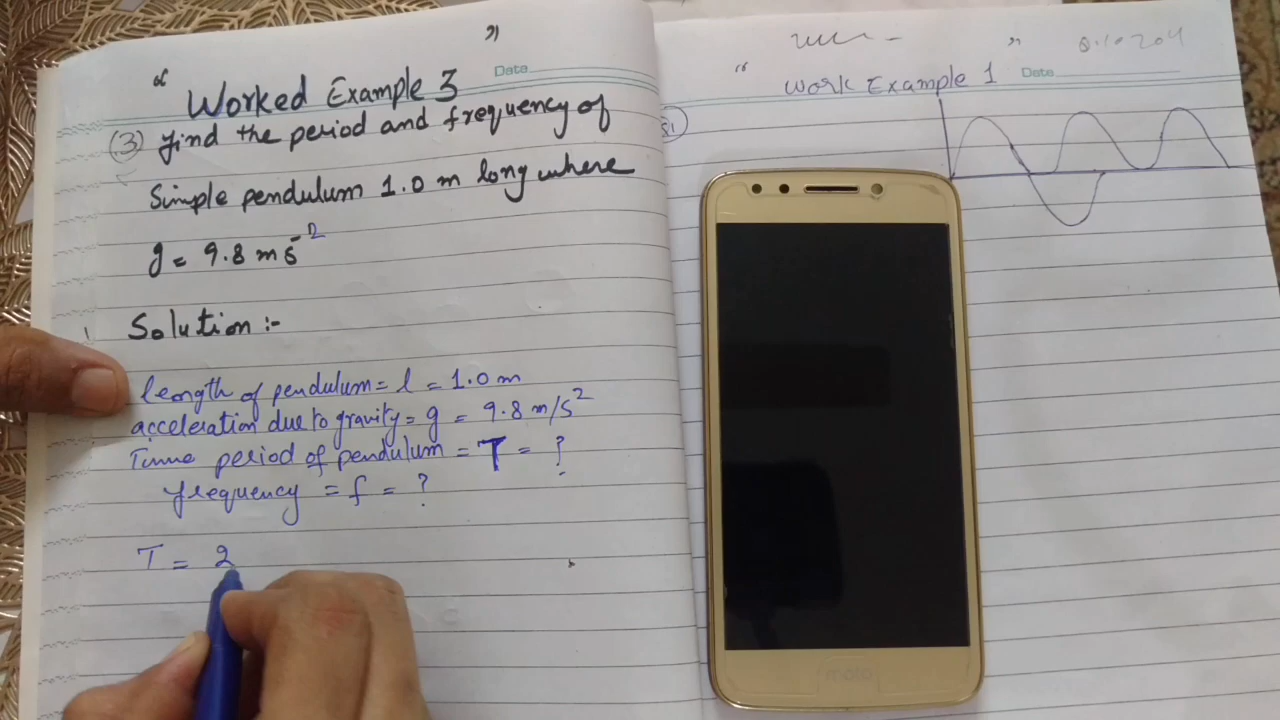 " Worked Example 3 "
Date
(3) find the period and frequency of
Simple pendulum 1.0 m long where
g = 9.8 m s⁻²
Solution :-
length of pendulum = l = 1.0 m
acceleration due to gravity = g = 9.8 m/s²
Time period of pendulum = T = ?
frequency = f = ?
T = 2
" Work Example 1 "
Date
moto